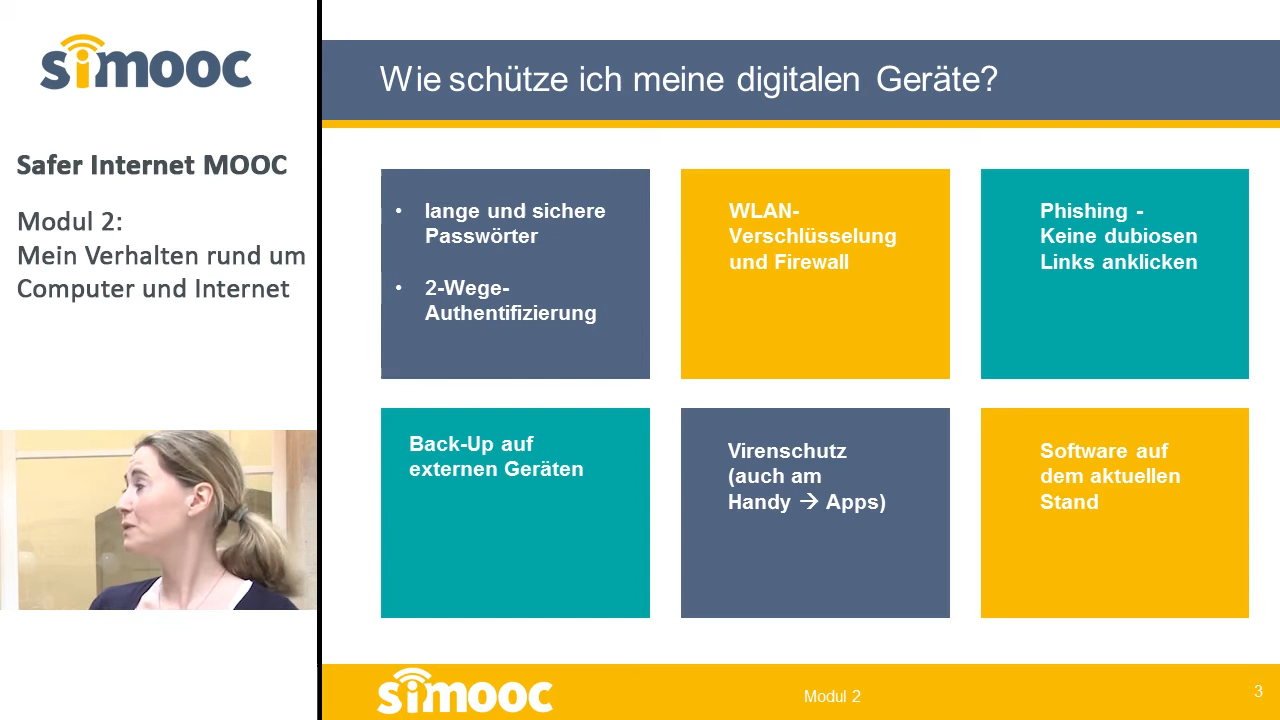 simooc
Safer Internet MOOC
Modul 2:
Mein Verhalten rund um
Computer und Internet
Wie schütze ich meine digitalen Geräte?
• lange und sichere
Passwörter
• 2-Wege-
Authentifizierung
WLAN-
Verschlüsselung
und Firewall
Phishing -
Keine dubiosen
Links anklicken
Back-Up auf
externen Geräten
Virenschutz
(auch am
Handy → Apps)
Software auf
dem aktuellen
Stand
simooc
Modul 2
3